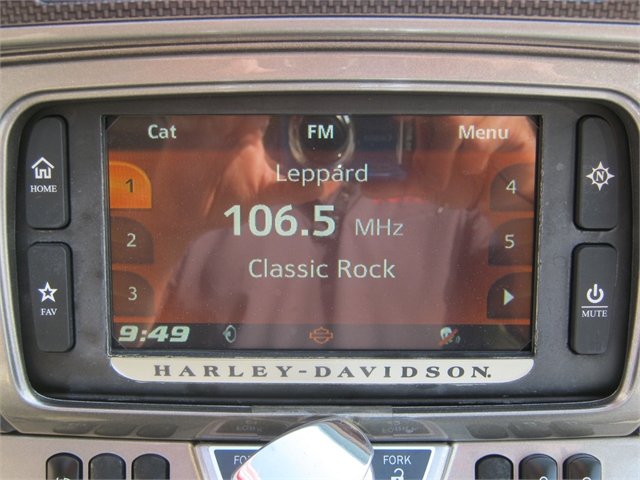 Cat FM Menu
Leppard
1 4
106.5 MHz
2 5
Classic Rock
3
9:49
HOME
FAV
N
MUTE
HARLEY-DAVIDSON
FORK